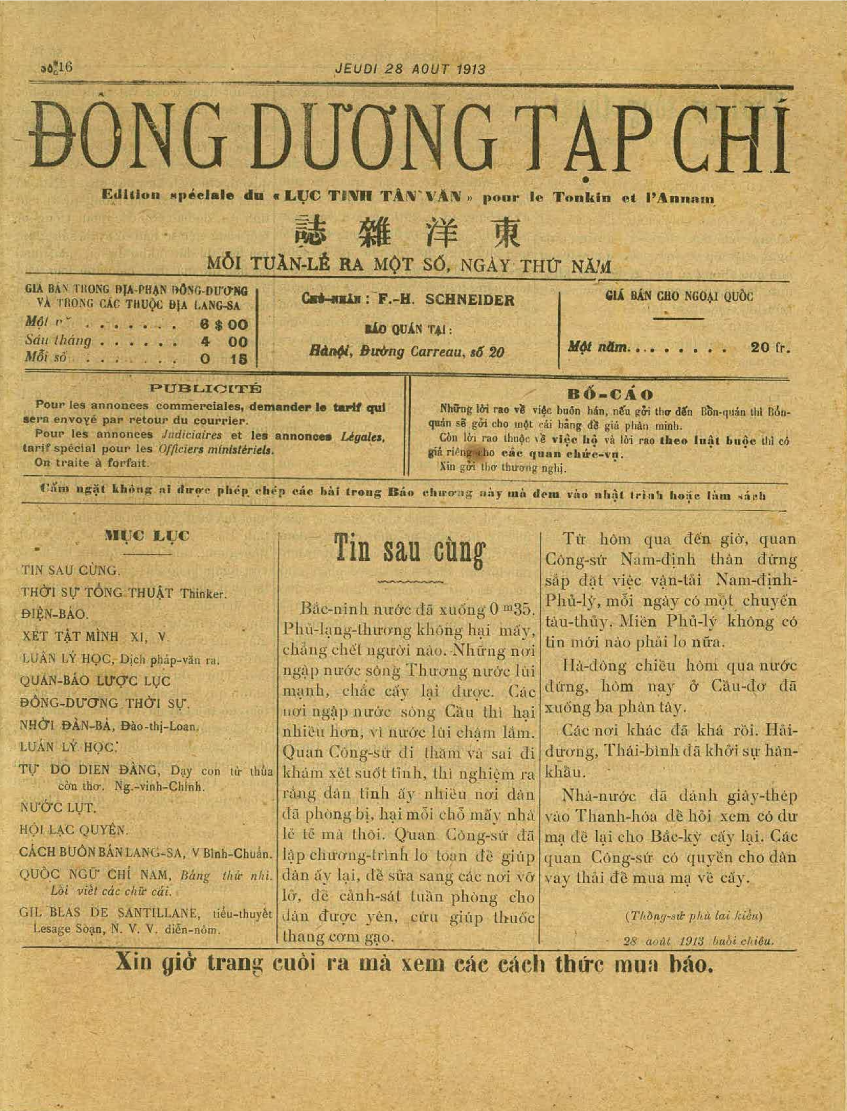 SỐ 16
JEUDI 28 AOUT 1913
ĐÔNG DƯƠNG TẠP CHÍ
Edition spéciale du « LỤC TỈNH TÂN VĂN » pour le Tonkin et l'Annam
誌雜洋東
MỖI TUẦN-LỄ RA MỘT SỐ, NGÀY THỨ NĂM
GIÁ BÁN TRONG ĐỊA-PHẬN ĐÔNG-DƯƠNG
VÀ TRONG CÁC THUỘC ĐỊA LANG-SA
Một . . . . . . . 6 $ 00
Sáu tháng . . . . . . 4 00
Mỗi số . . . . . . . 0 15
Chủ-nhân : F.-H. SCHNEIDER
BÁO QUÁN TẠI :
Hànội, Đường Carreau, số 20
GIÁ BÁN CHO NGOẠI QUỐC
Một năm. . . . . . . . . 20 fr.
PUBLICITÉ
Pour les annonces commerciales, demander le tarif qui
sera envoyé par retour du courrier.
Pour les annonces Judiciaires et les annonces Légales,
tarif spécial pour les Officiers ministériels.
On traite à forfait.
BỐ-CÁO
Những lời rao về việc buôn bán, nếu gởi thơ đến Bổn-quán thì Bổn-
quán sẽ gởi cho một cái bảng đề giá phân minh.
Còn lời rao thuộc về việc hộ và lời rao theo luật buộc thì có
giá riêng cho các quan chức-vụ.
Xin gởi thơ thương nghị.
Cấm ngặt không ai được phép chép các bài trong Báo chương này mà đem vào nhật trình hoặc làm sách
MỤC LỤC
TIN SAU CÙNG.
THỜI SỰ TỔNG THUẬT Thinker.
ĐIỆN-BÁO.
XÉT TẬT MÌNH XI, V.
LUÂN LÝ HỌC, Dịch pháp-văn ra.
QUAN-BÁO LƯỢC LỤC
ĐÔNG-DƯƠNG THỜI SỰ.
NHỜI ĐÀN-BÀ, Đào-thị-Loan.
LUÂN LÝ HỌC.
TỰ DO DIỄN ĐÀNG, Dạy con từ thủa
còn thơ. Ng.-vinh-Chính.
NƯỚC LỤT.
HỘI LẠC QUYÊN.
CÁCH BUÔN BÁN LANG-SA, V Bình-Chuẩn.
QUỐC NGỮ CHỈ NAM, Bảng thứ nhì.
Lối viết các chữ cái.
GIL BLAS DE SANTILLANE, tiểu-thuyết
Lesage Soạn, N. V. V. diễn-nôm.
Tin sau cùng
Bắc-ninh nước đã xuống 0 m 35.
Phủ-lạng-thương không hại mấy,
chẳng chết người nào. Những nơi
ngập nước sông Thương nước lùi
mạnh, chắc cấy lại được. Các
nơi ngập nước sông Cầu thì hại
nhiều hơn, vì nước lùi chậm lắm.
Quan Công-sứ đi thăm và sai đi
khám xét suốt tỉnh, thì nghiệm ra
rằng dân tỉnh ấy nhiều nơi dân
đã phòng bị, hại mỗi chỗ mấy nhà
lẻ tẻ mà thôi. Quan Công-sứ đã
lập chương-trình lo toan để giúp
dân ấy lại, để sửa sang các nơi vỡ
lở, để cảnh-sát tuần phòng cho
dân được yên, cứu giúp thuốc
thang cơm gạo.
Từ hôm qua đến giờ, quan
Công-sứ Nam-định thân đứng
sắp đặt việc vận-tải Nam-định-
Phủ-lý, mỗi ngày có một chuyến
tàu-thủy. Miền Phủ-lý không có
tin mới nào phải lo nữa.
Hà-đông chiều hôm qua nước
đứng, hôm nay ở Cầu-đơ đã
xuống ba phân tây.
Các nơi khác đã khá rồi. Hải-
dương, Thái-bình đã khởi sự hàn-
khẩu.
Nhà-nước đã đánh giây-thép
vào Thanh-hóa để hỏi xem có dư
mạ để lại cho Bắc-kỳ cấy lại. Các
quan Công-sứ có quyền cho dân
vay thải để mua mạ về cấy.
(Thống-sứ phủ lai kiều)
28 août 1913 buổi chiều.
Xin giở trang cuối ra mà xem các cách thức mua báo.